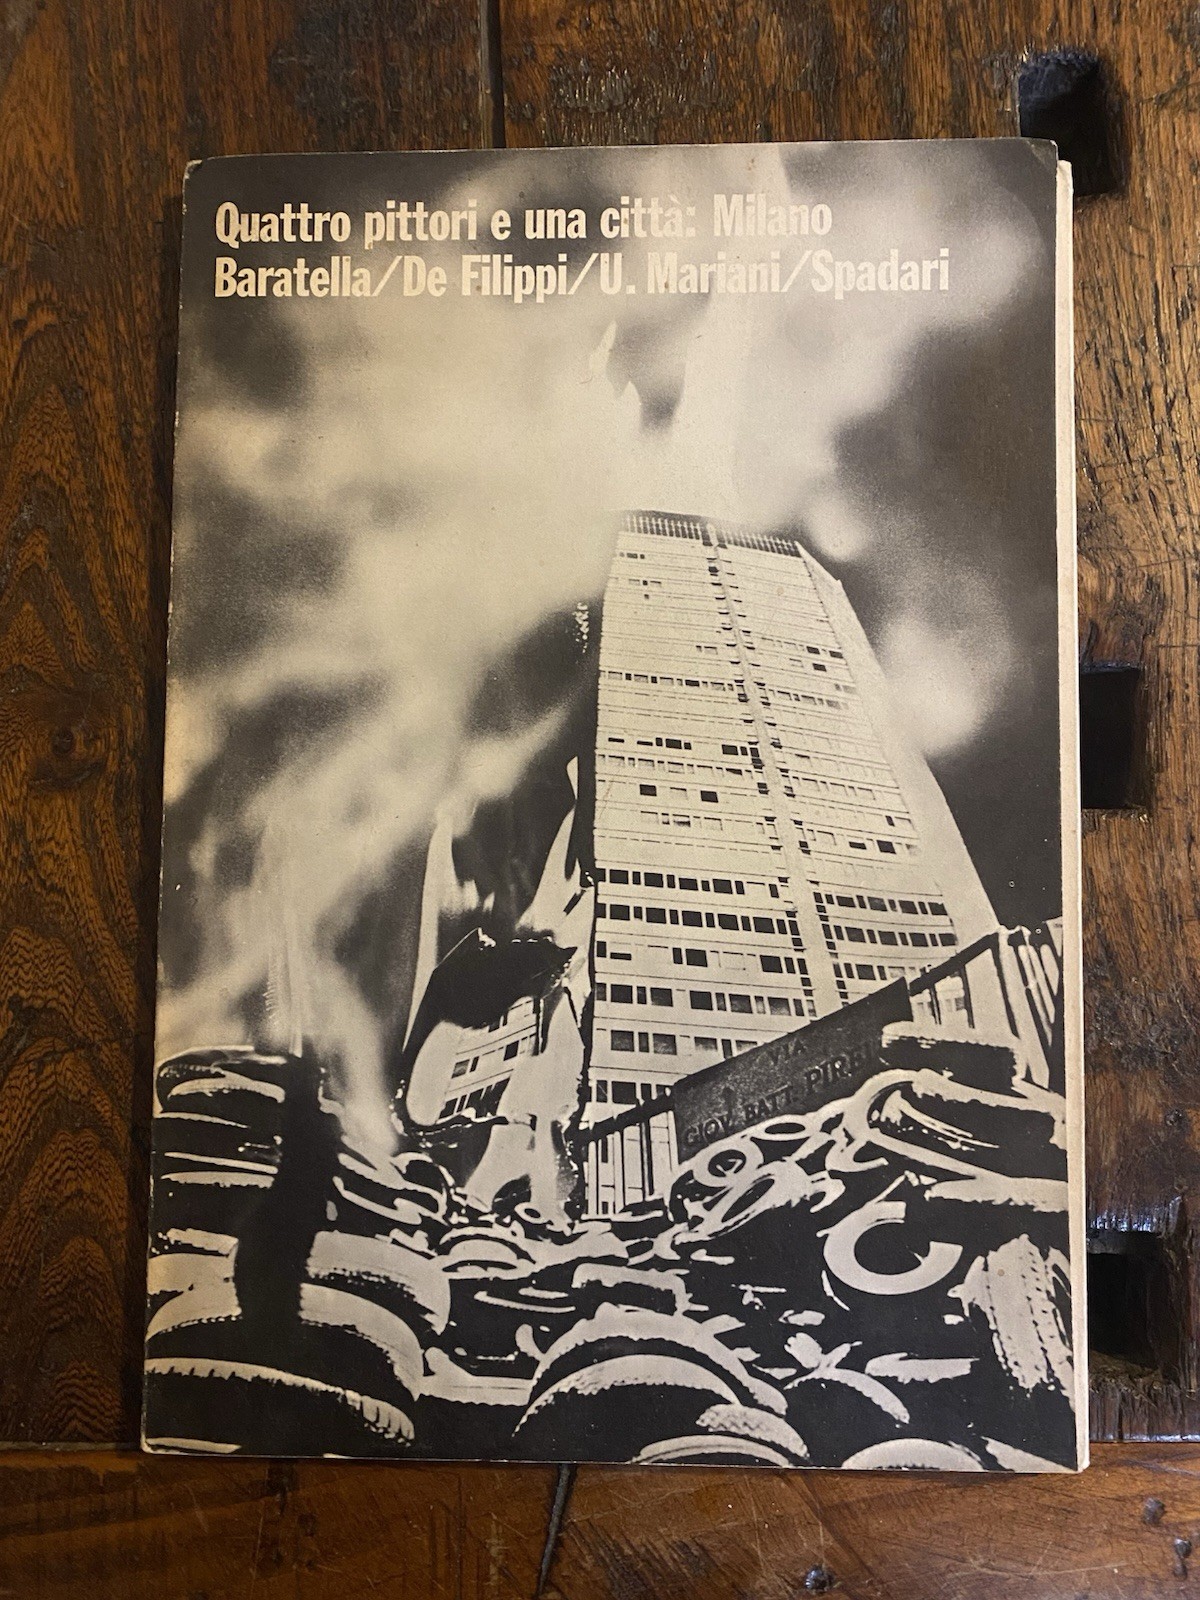 Quattro pittori e una città: Milano
Baratella/De Filippi/U. Mariani/Spadari
VIA
GIOV. BATT. PIRELLI